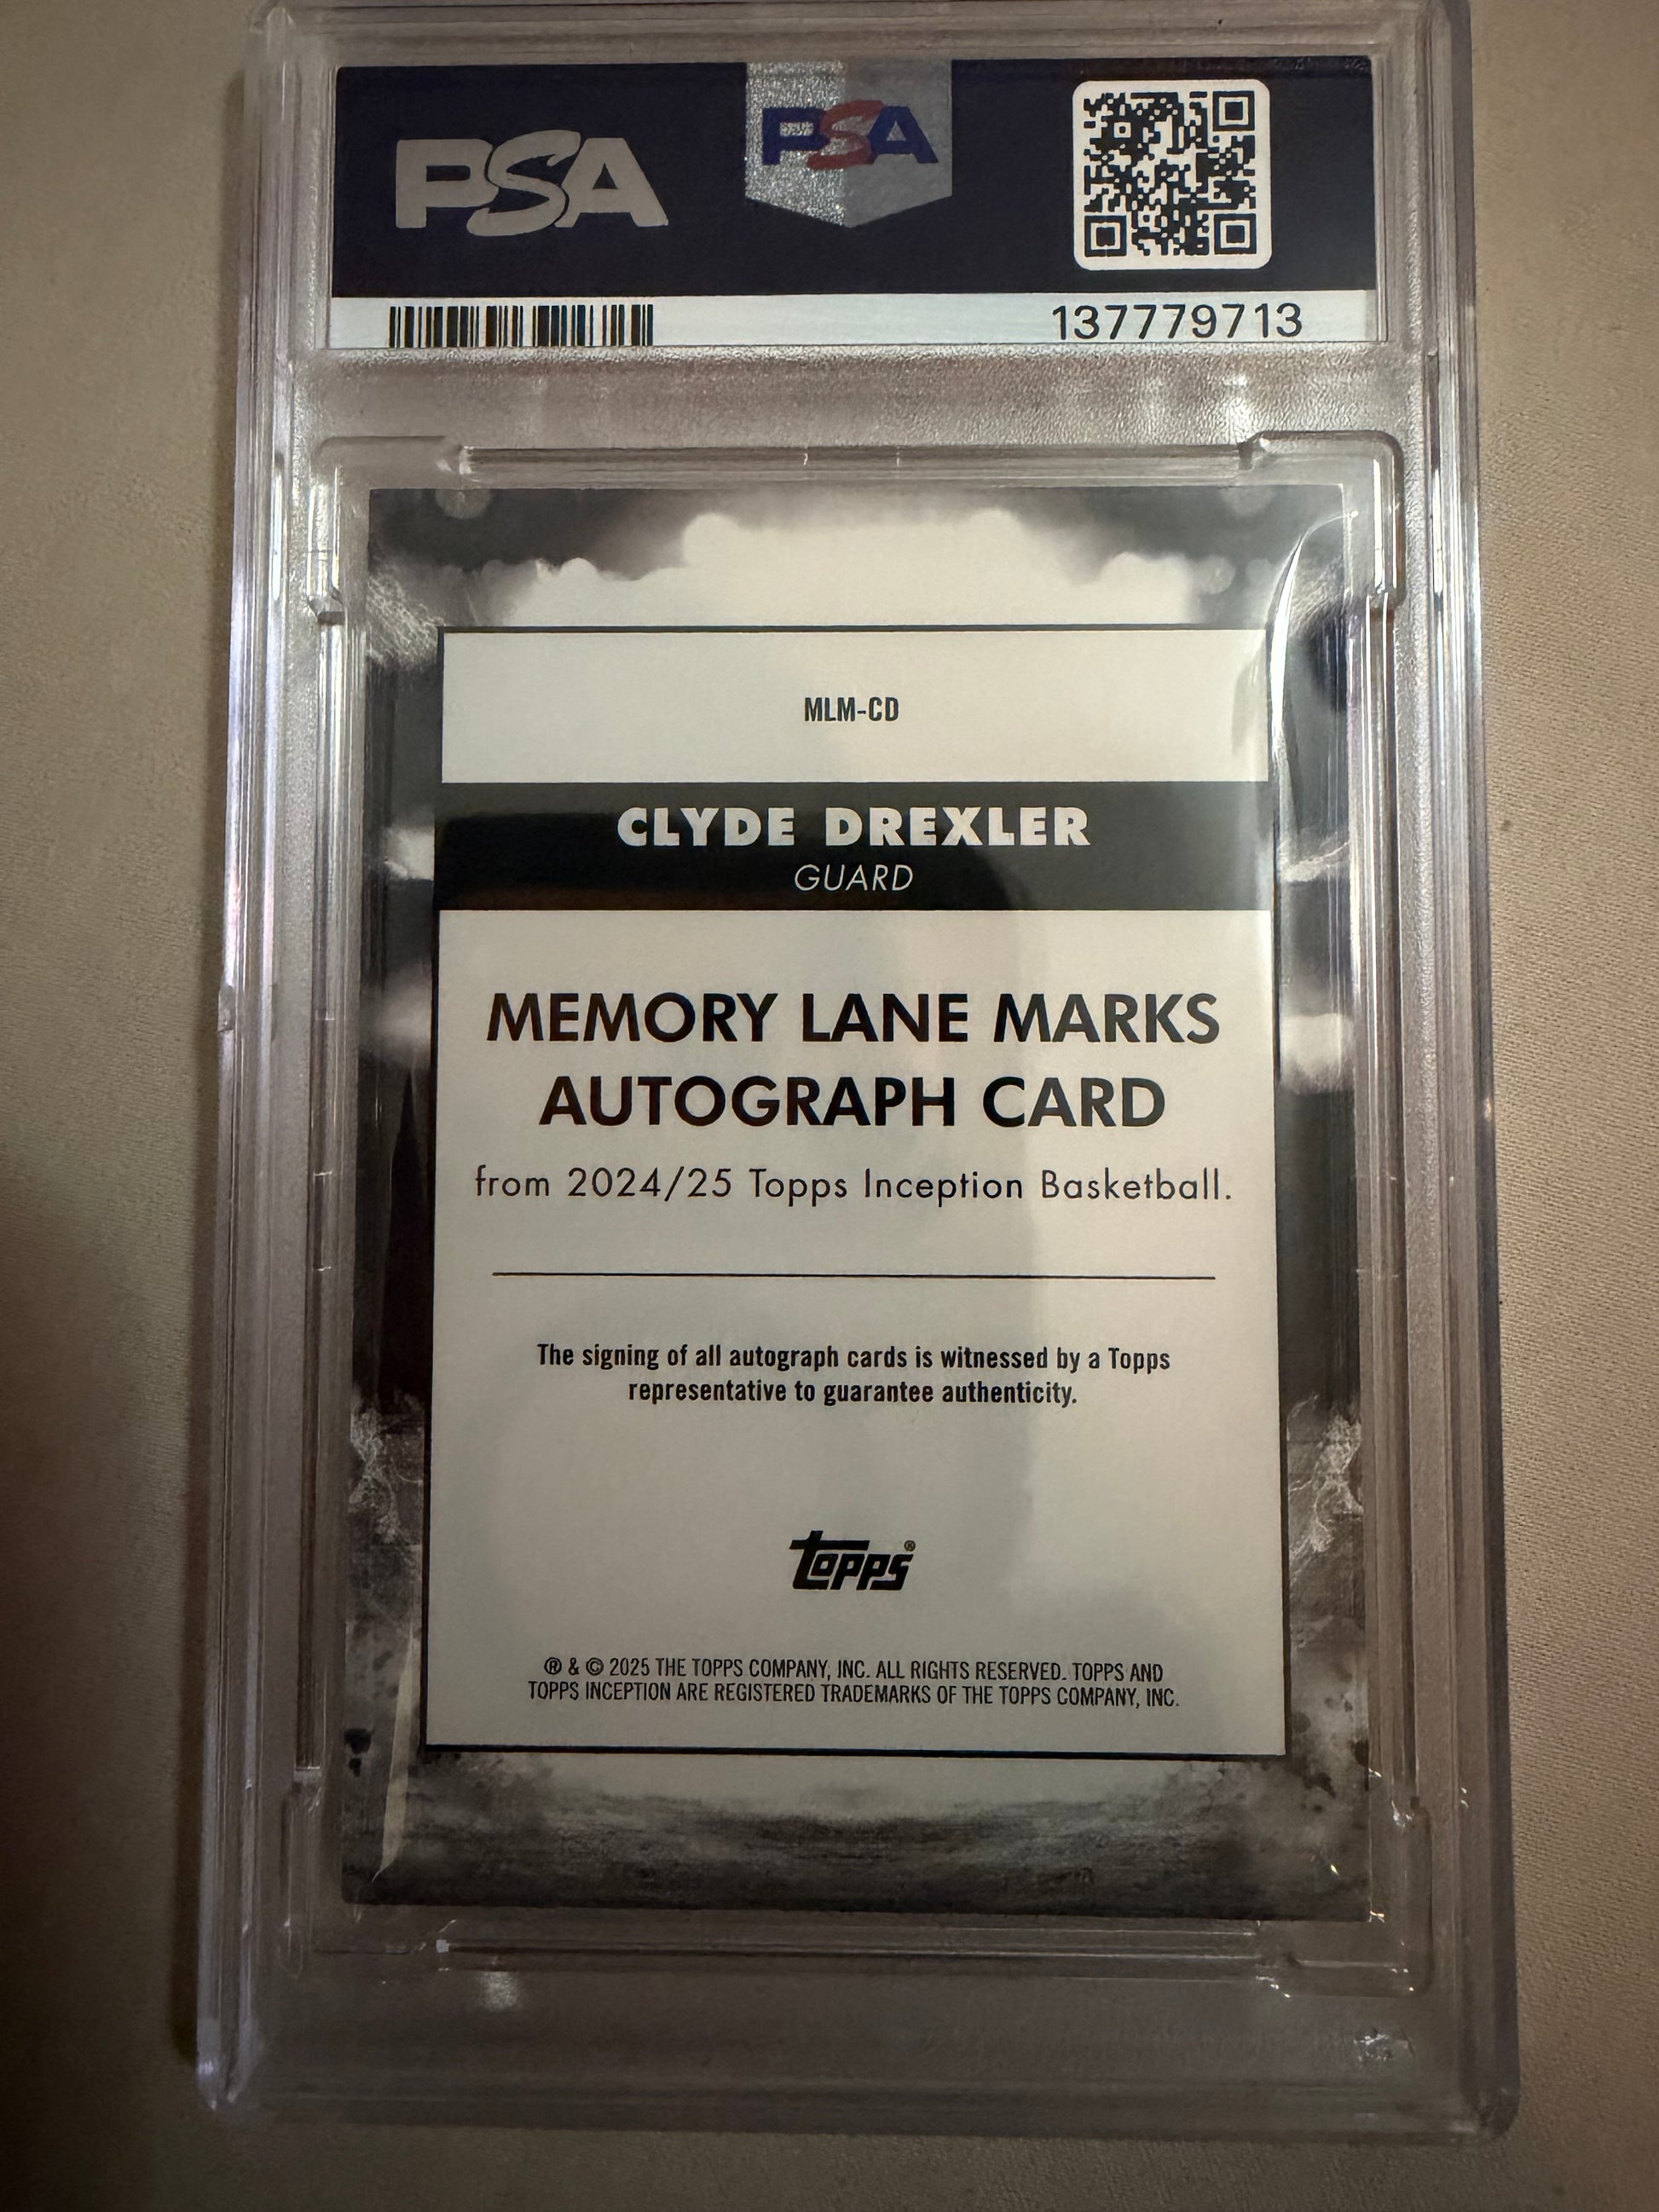 PSA
PSA
137779713
MLM-CD
CLYDE DREXLER
GUARD
MEMORY LANE MARKS
AUTOGRAPH CARD
from 2024/25 Topps Inception Basketball.
The signing of all autograph cards is witnessed by a Topps
representative to guarantee authenticity.
topps®
® & © 2025 THE TOPPS COMPANY, INC. ALL RIGHTS RESERVED. TOPPS AND
TOPPS INCEPTION ARE REGISTERED TRADEMARKS OF THE TOPPS COMPANY, INC.